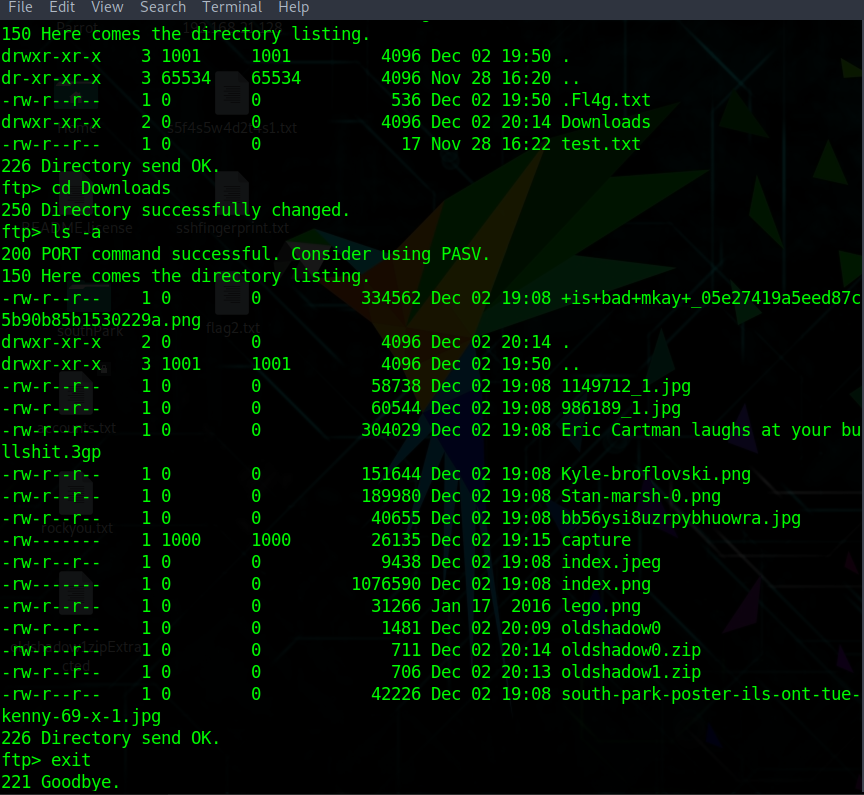 File Edit View Search Terminal Help
150 Here comes the directory listing.
drwxr-xr-x    3 1001     1001         4096 Dec 02 19:50 .
dr-xr-xr-x    3 65534    65534        4096 Nov 28 16:20 ..
-rw-r--r--    1 0        0             536 Dec 02 19:50 .Fl4g.txt
drwxr-xr-x    2 0        0            4096 Dec 02 20:14 Downloads
-rw-r--r--    1 0        0              17 Nov 28 16:22 test.txt
226 Directory send OK.
ftp> cd Downloads
250 Directory successfully changed.
ftp> ls -a
200 PORT command successful. Consider using PASV.
150 Here comes the directory listing.
-rw-r--r--    1 0        0          334562 Dec 02 19:08 +is+bad+mkay+_05e27419a5eed87c
5b90b85b1530229a.png
drwxr-xr-x    2 0        0            4096 Dec 02 20:14 .
drwxr-xr-x    3 1001     1001         4096 Dec 02 19:50 ..
-rw-r--r--    1 0        0           58738 Dec 02 19:08 1149712_1.jpg
-rw-r--r--    1 0        0           60544 Dec 02 19:08 986189_1.jpg
-rw-r--r--    1 0        0          304029 Dec 02 19:08 Eric Cartman laughs at your bu
llshit.3gp
-rw-r--r--    1 0        0          151644 Dec 02 19:08 Kyle-broflovski.png
-rw-r--r--    1 0        0          189980 Dec 02 19:08 Stan-marsh-0.png
-rw-r--r--    1 0        0           40655 Dec 02 19:08 bb56ysi8uzrpybhuowra.jpg
-rw-------    1 1000     1000        26135 Dec 02 19:15 capture
-rw-r--r--    1 0        0            9438 Dec 02 19:08 index.jpeg
-rw-------    1 0        0         1076590 Dec 02 19:08 index.png
-rw-r--r--    1 0        0           31266 Jan 17  2016 lego.png
-rw-r--r--    1 0        0            1481 Dec 02 20:09 oldshadow0
-rw-r--r--    1 0        0             711 Dec 02 20:14 oldshadow0.zip
-rw-r--r--    1 0        0             706 Dec 02 20:13 oldshadow1.zip
-rw-r--r--    1 0        0           42226 Dec 02 19:08 south-park-poster-ils-ont-tue-
kenny-69-x-1.jpg
226 Directory send OK.
ftp> exit
221 Goodbye.
sshfingerprint.txt
flag2.txt
rockyou.txt